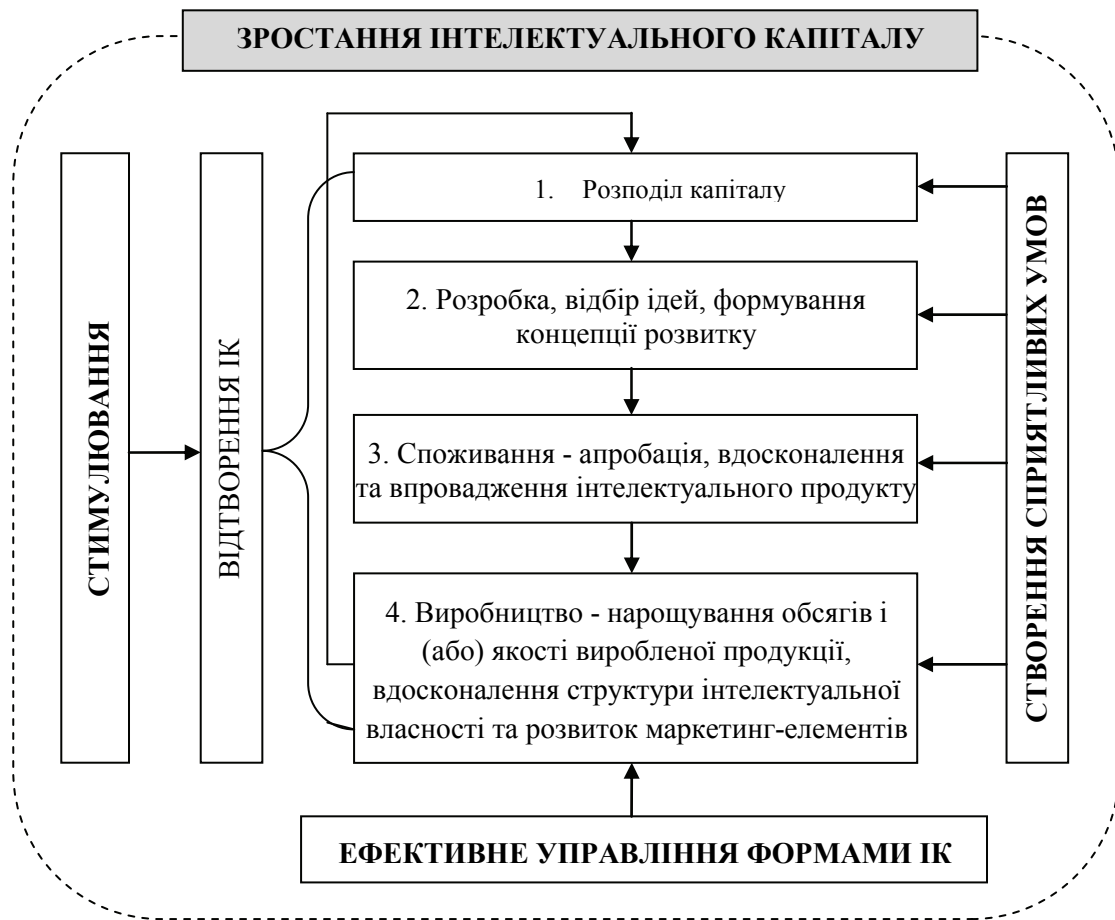 ЗРОСТАННЯ ІНТЕЛЕКТУАЛЬНОГО КАПІТАЛУ
СТИМУЛЮВАННЯ
ВІДТВОРЕННЯ ІК
1. Розподіл капіталу
2. Розробка, відбір ідей, формування
концепції розвитку
3. Споживання - апробація, вдосконалення
та впровадження інтелектуального продукту
4. Виробництво - нарощування обсягів і
(або) якості виробленої продукції,
вдосконалення структури інтелектуальної
власності та розвиток маркетинг-елементів
СТВОРЕННЯ СПРИЯТЛИВИХ УМОВ
ЕФЕКТИВНЕ УПРАВЛІННЯ ФОРМАМИ ІК